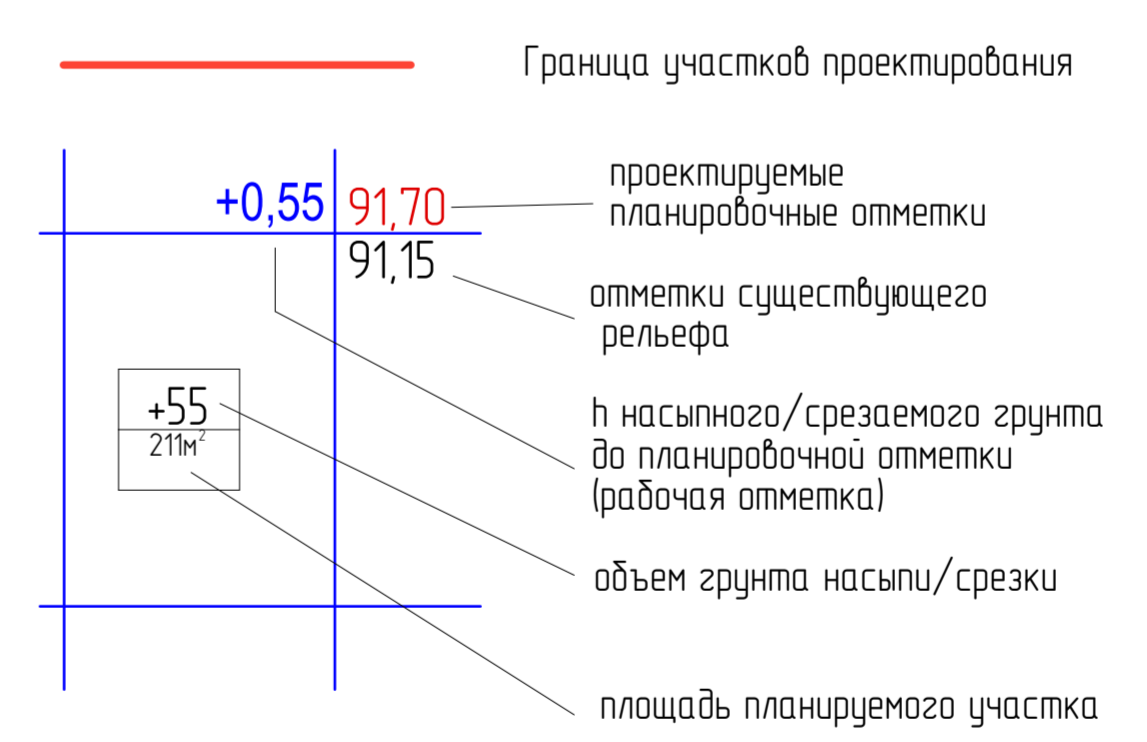 Граница участков проектирования
+0,55 91,70
проектируемые
планировочные отметки
91,15
отметки существующего
рельефа
+55
211м²
h насыпного/срезаемого грунта
до планировочной отметки
(рабочая отметка)
объем грунта насыпи/срезки
площадь планируемого участка